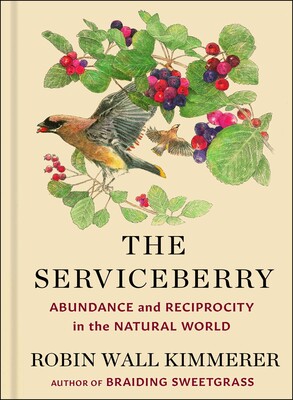 THE
SERVICEBERRY
ABUNDANCE and RECIPROCITY
in the NATURAL WORLD
ROBIN WALL KIMMERER
AUTHOR OF BRAIDING SWEETGRASS